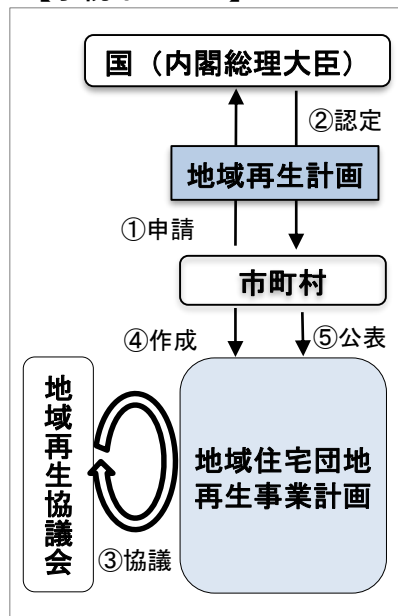 国（内閣総理大臣）
②認定
地域再生計画
①申請
市町村
④作成
⑤公表
地域再生協議会
地域住宅団地
再生事業計画
③協議